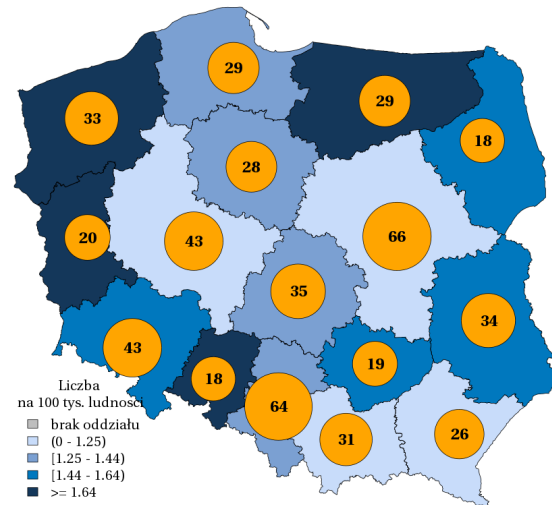 29
33
29
18
28
20
43
66
35
34
43
19
18
64
31
26
Liczba
na 100 tys. ludności
brak oddziału
(0 - 1.25)
[1.25 - 1.44)
[1.44 - 1.64)
>= 1.64